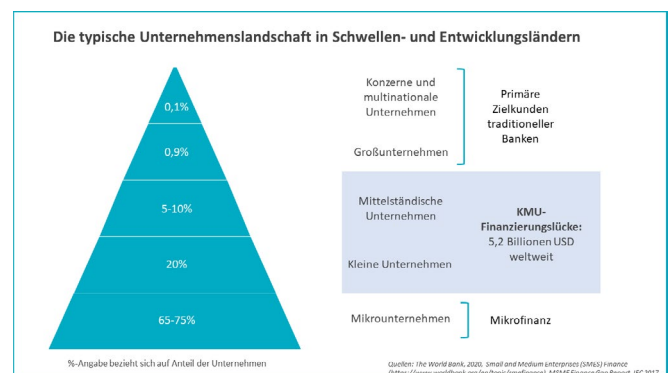 Die typische Unternehmenslandschaft in Schwellen- und Entwicklungsländern
0,1%
Konzerne und
multinationale
Unternehmen
Primäre
Zielkunden
traditioneller
Banken
0,9%
Großunternehmen
5-10%
Mittelständische
Unternehmen
KMU-
Finanzierungslücke:
5,2 Billionen USD
weltweit
20%
Kleine Unternehmen
65-75%
Mikrounternehmen
Mikrofinanz
%-Angabe bezieht sich auf Anteil der Unternehmen
Quellen: The World Bank, 2020, Small and Medium Enterprises (SMES) Finance